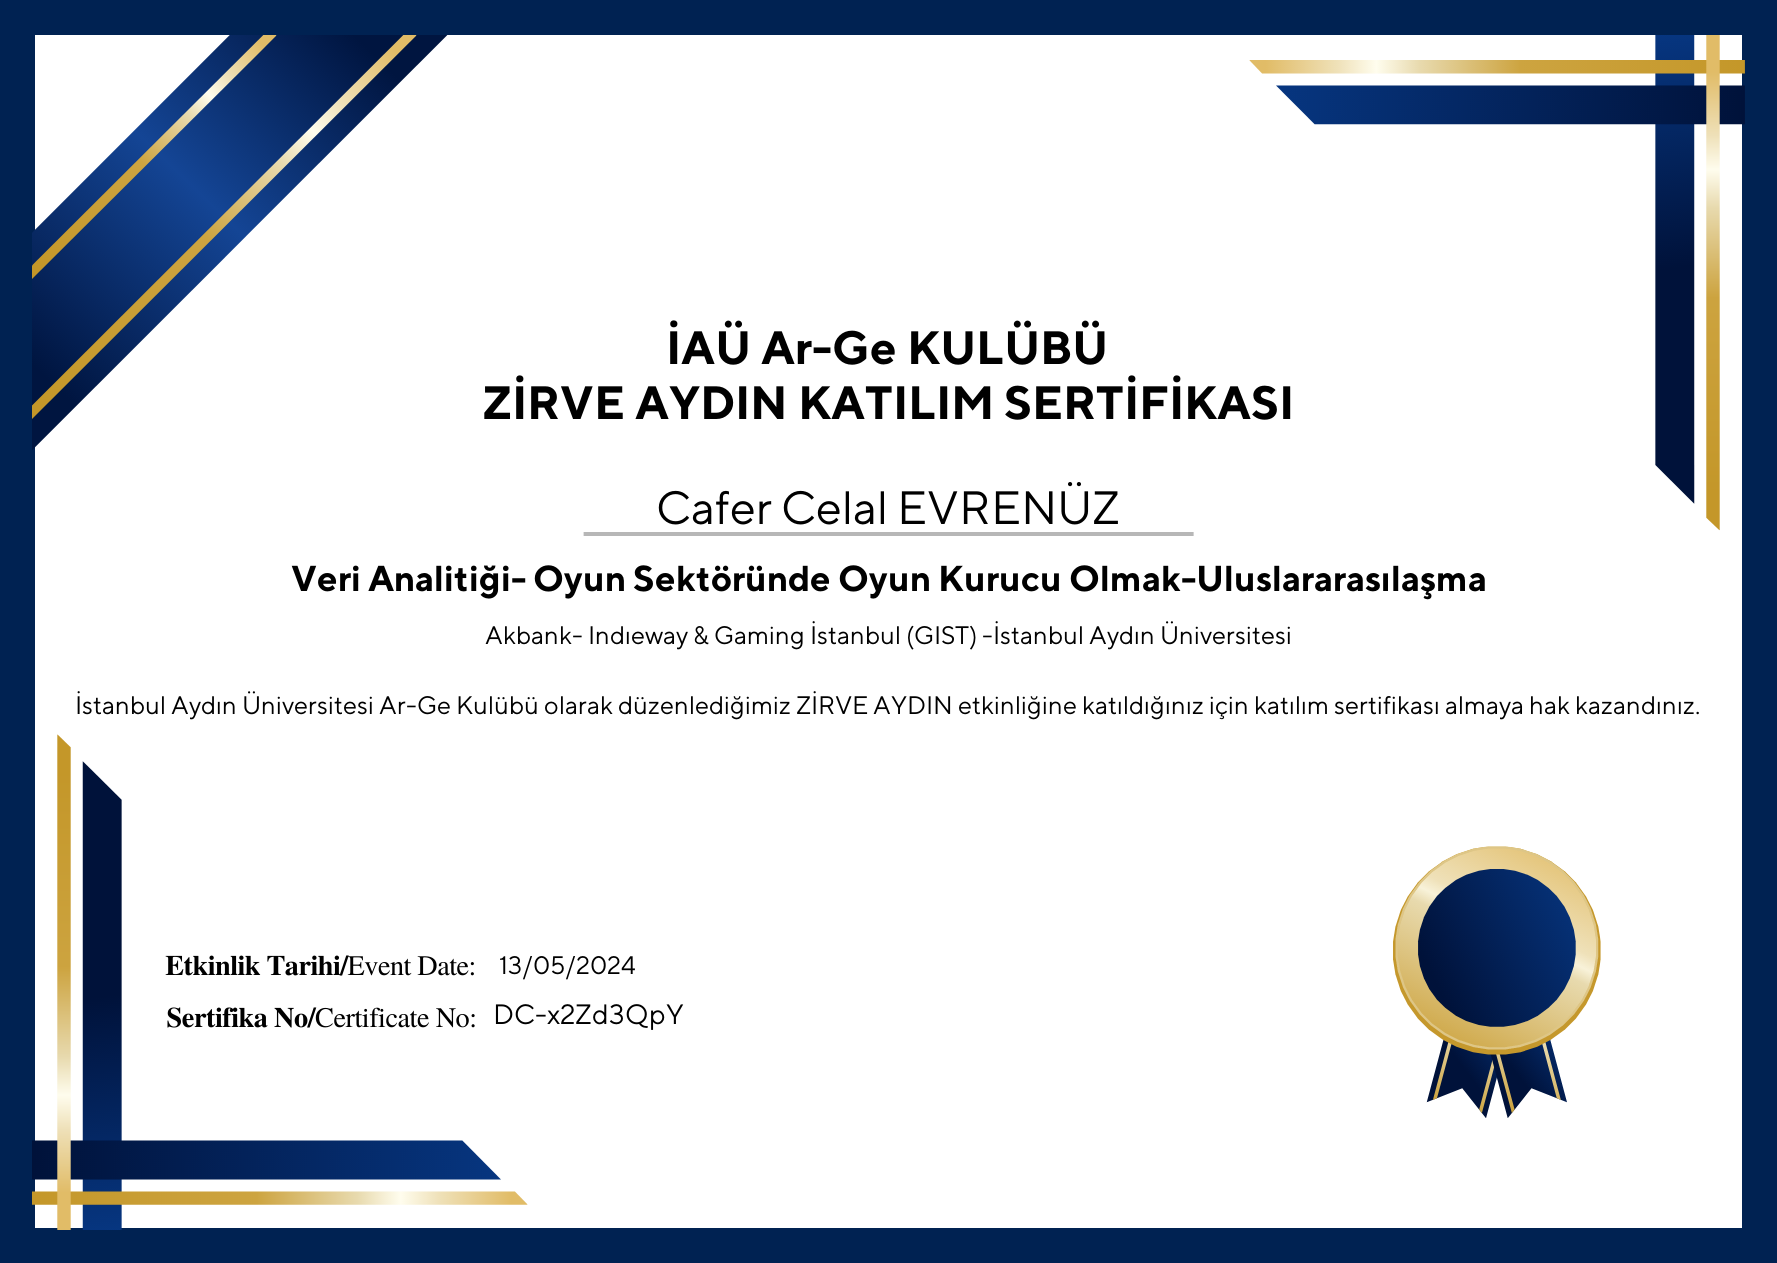 İAÜ Ar-Ge KULÜBÜ
ZİRVE AYDIN KATILIM SERTİFİKASI
Cafer Celal EVRENÜZ
Veri Analitiği- Oyun Sektöründe Oyun Kurucu Olmak-Uluslararasılaşma
Akbank- Indıeway & Gaming İstanbul (GIST) -İstanbul Aydın Üniversitesi
İstanbul Aydın Üniversitesi Ar-Ge Kulübü olarak düzenlediğimiz ZİRVE AYDIN etkinliğine katıldığınız için katılım sertifikası almaya hak kazandınız.
Etkinlik Tarihi/Event Date: 13/05/2024
Sertifika No/Certificate No: DC-x2Zd3QpY